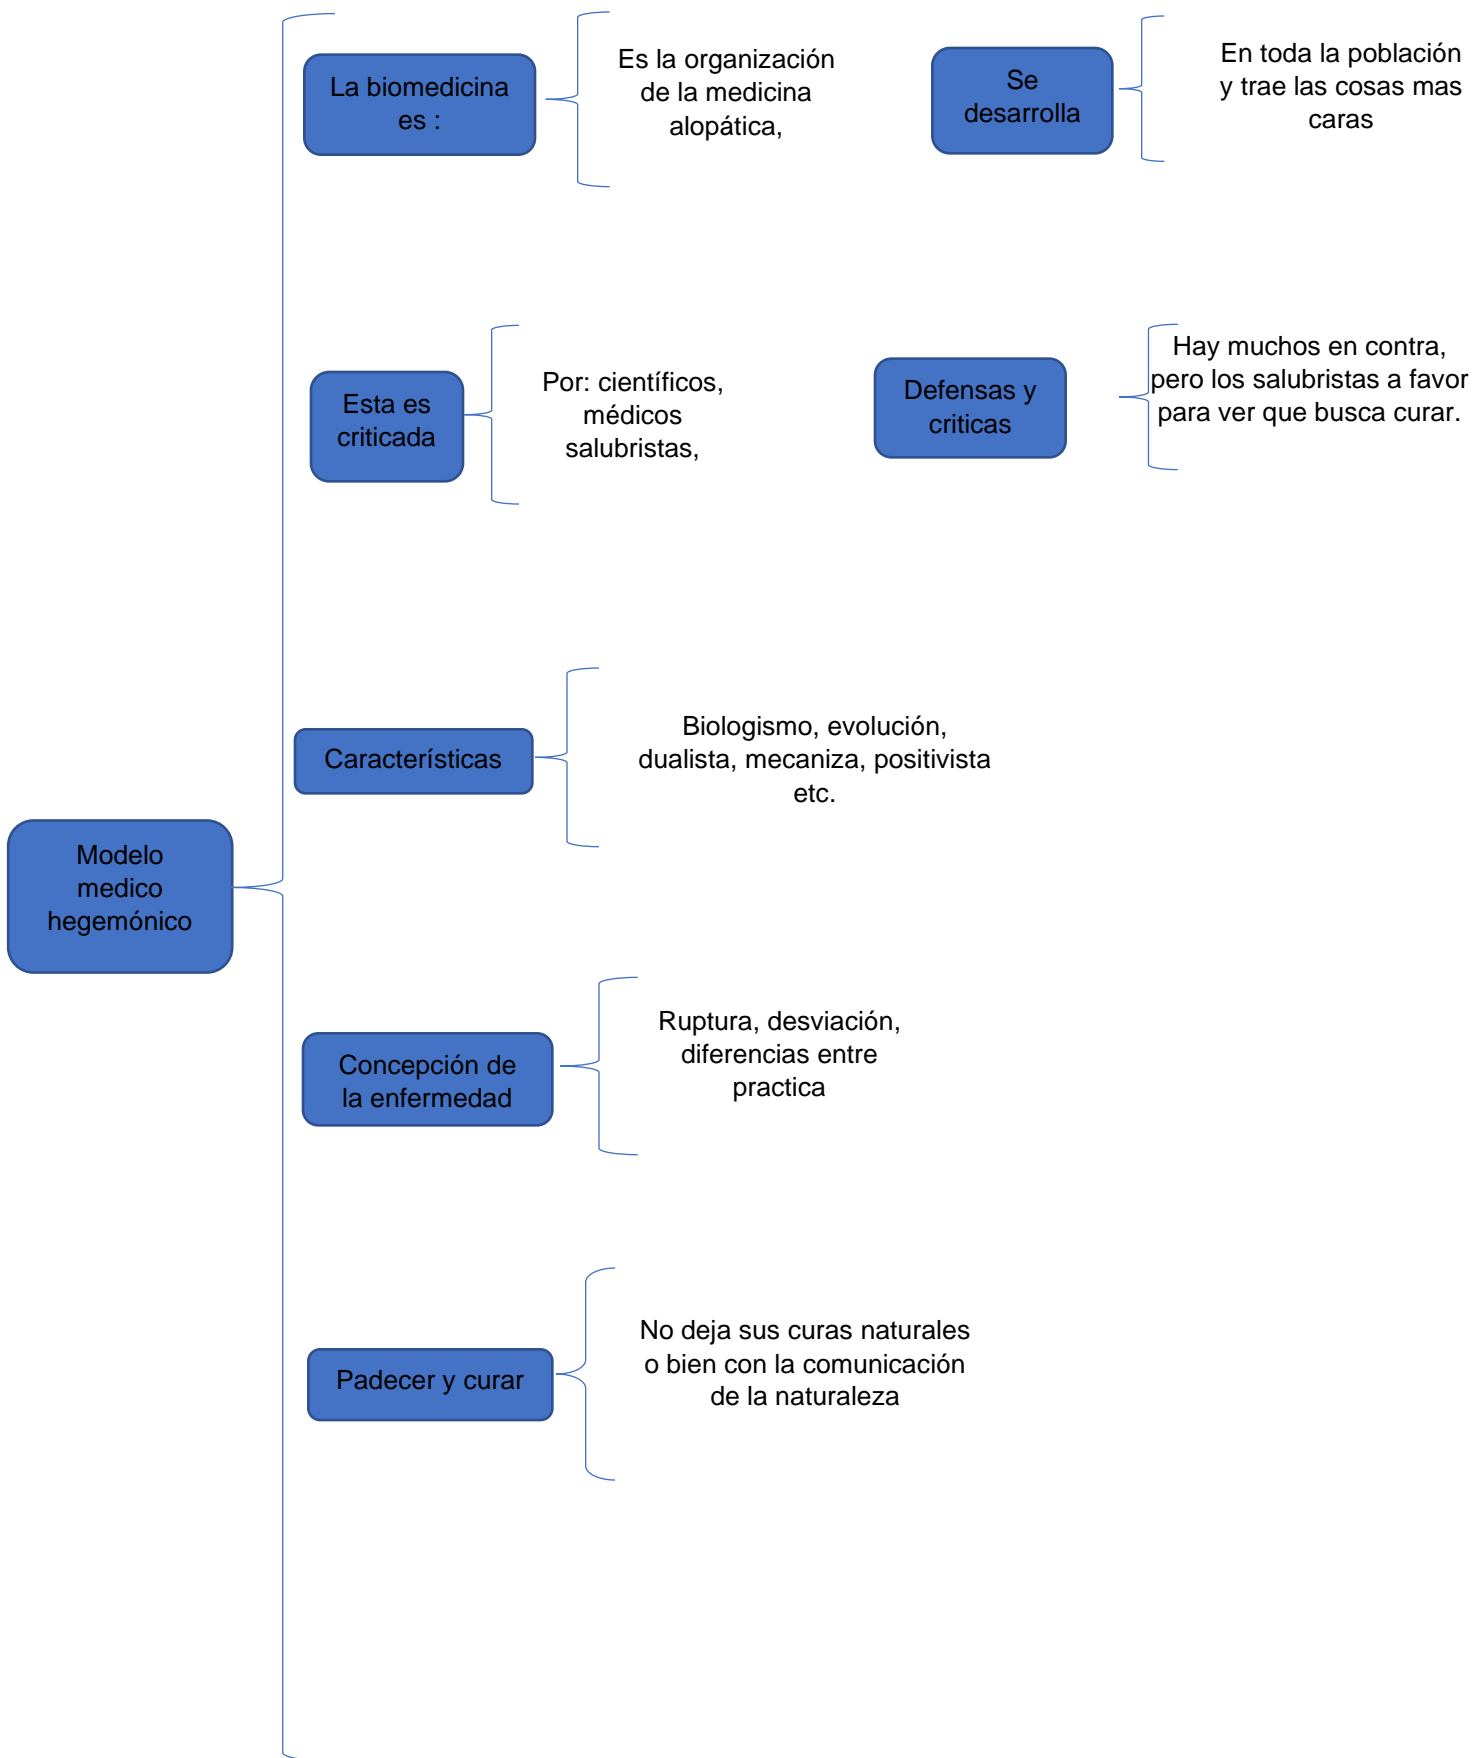 La biomedicina
es :
Es la organización
de la medicina
alopática,
Se
desarrolla
En toda la población
y trae las cosas mas
caras
Esta es
criticada
Por: científicos,
médicos
salubristas,
Defensas y
criticas
Hay muchos en contra,
pero los salubristas a favor
para ver que busca curar.
Características
Biologismo, evolución,
dualista, mecaniza, positivista
etc.
Modelo
medico
hegemónico
Concepción de
la enfermedad
Ruptura, desviación,
diferencias entre
practica
Padecer y curar
No deja sus curas naturales
o bien con la comunicación
de la naturaleza